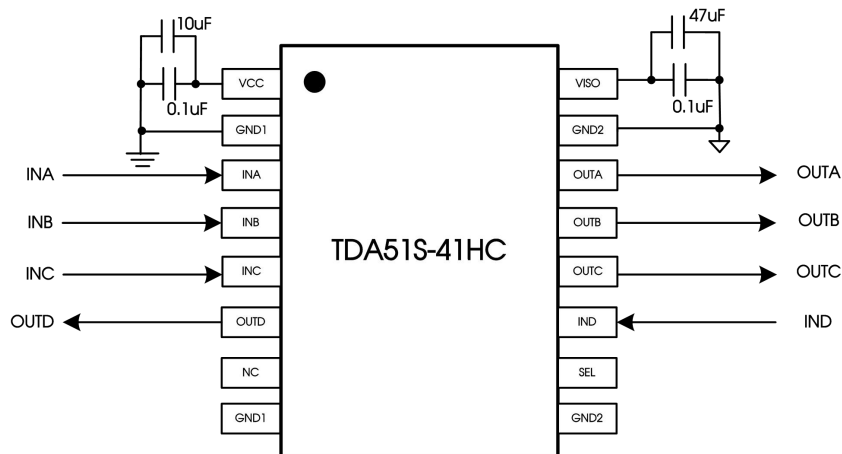 10uF
47uF
VCC
VISO
0.1uF
0.1uF
GND1
GND2
INA
INA
OUTA
OUTA
INB
INB
OUTB
OUTB
TDA51S-41HC
INC
INC
OUTC
OUTC
OUTD
OUTD
IND
IND
NC
SEL
GND1
GND2